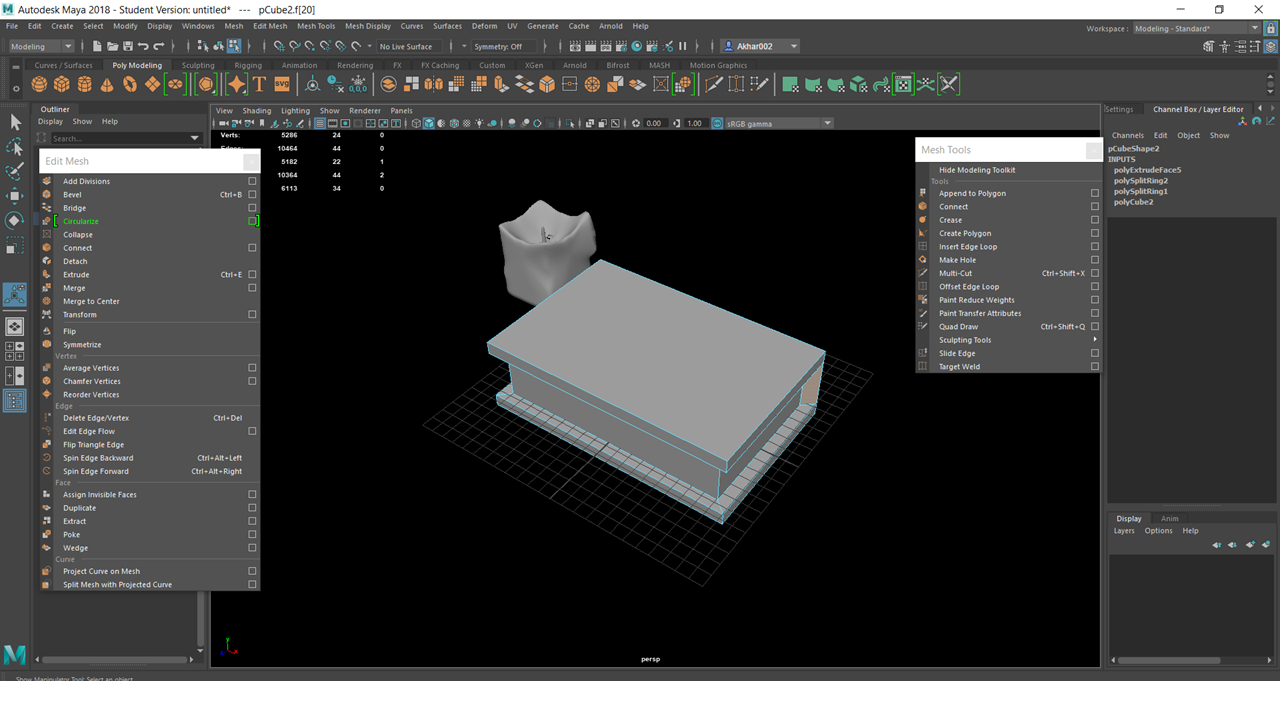 Autodesk Maya 2018 - Student Version: untitled* --- pCube2.f[20]
File Edit Create Select Modify Display Windows Mesh Edit Mesh Mesh Tools Mesh Display Curves Surfaces Deform UV Generate Cache Arnold Help
Workspace : Modeling - Standard*
Modeling No Live Surface Symmetry: Off Akhar002
Curves / Surfaces Poly Modeling Sculpting Rigging Animation Rendering FX FX Caching Custom XGen Arnold Bifrost MASH Motion Graphics
Outliner
Display Show Help
Search...
View Shading Lighting Show Renderer Panels
0.00 1.00 sRGB gamma
Settings Channel Box / Layer Editor
Channels Edit Object Show
pCubeShape2
INPUTS
polyExtrudeFace5
polySplitRing2
polySplitRing1
polyCube2
Verts: 5286 24 0
10464 44 0
5182 22 1
10364 44 2
6113 34 0
Edit Mesh
Add Divisions
Bevel Ctrl+B
Bridge
Circularize
Collapse
Connect
Detach
Extrude Ctrl+E
Merge
Merge to Center
Transform
Flip
Symmetrize
Vertex
Average Vertices
Chamfer Vertices
Reorder Vertices
Edge
Delete Edge/Vertex Ctrl+Del
Edit Edge Flow
Flip Triangle Edge
Spin Edge Backward Ctrl+Alt+Left
Spin Edge Forward Ctrl+Alt+Right
Face
Assign Invisible Faces
Duplicate
Extract
Poke
Wedge
Curve
Project Curve on Mesh
Split Mesh with Projected Curve
Mesh Tools
Hide Modeling Toolkit
Tools
Append to Polygon
Connect
Crease
Create Polygon
Insert Edge Loop
Make Hole
Multi-Cut Ctrl+Shift+X
Offset Edge Loop
Paint Reduce Weights
Paint Transfer Attributes
Quad Draw Ctrl+Shift+Q
Sculpting Tools
Slide Edge
Target Weld
Display Anim
Layers Options Help
persp
Show Manipulator Tool: Select an object